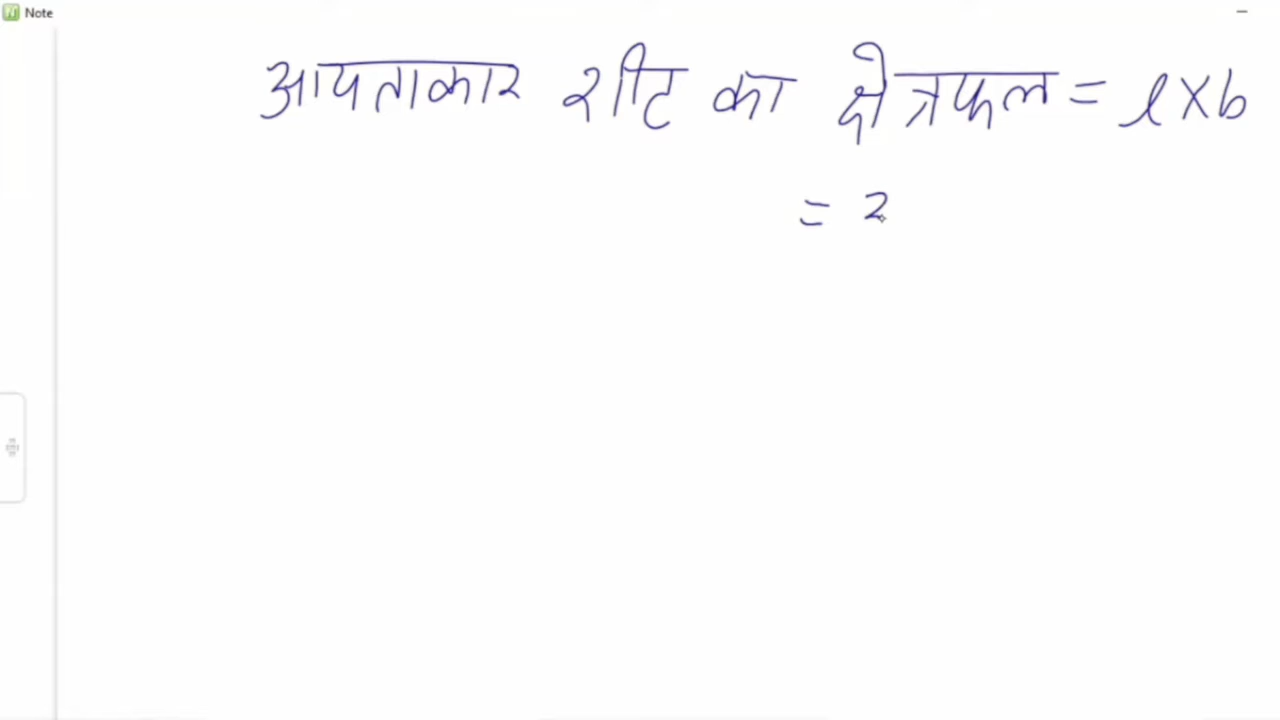 Note
आयताकार शीट का क्षेत्रफल = l × b
= 2